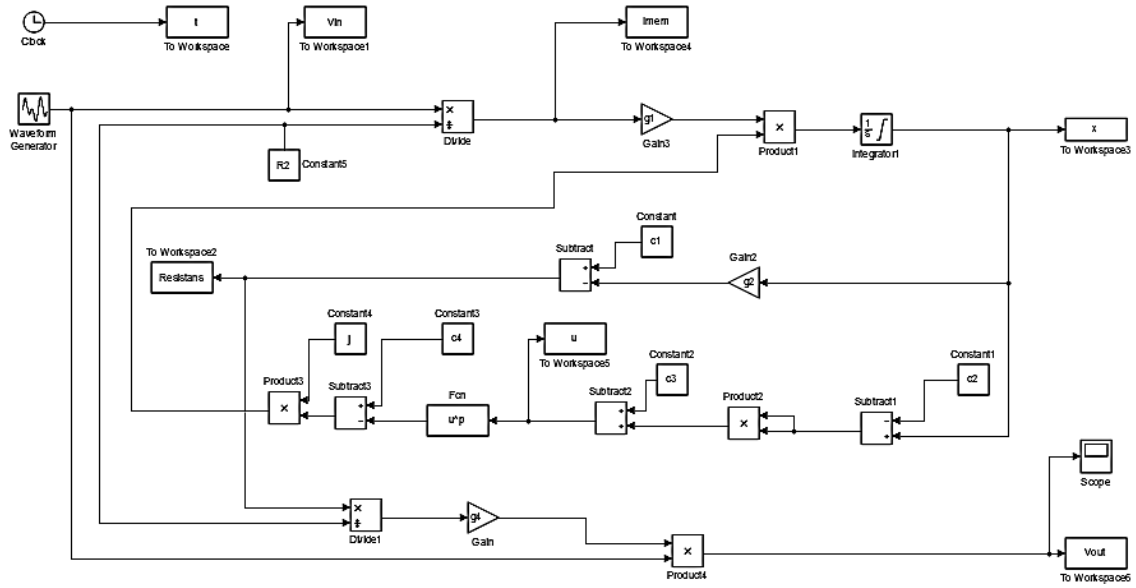 t
Vin
Imem
Clock
To Workspace
To Workspace1
To Workspace4
Waveform
Generator
×
÷
Divide
g1
Gain3
×
Product1
1
s
∫
Integrator1
x
To Workspace3
R2
Constant5
Constant
c1
Subtract
+
−
To Workspace2
Resistans
Gain2
g2
Constant4
j
Constant3
c4
u
To Workspace5
Constant2
c3
Constant1
c2
Product3
×
Subtract3
+
−
Fcn
u^p
Subtract2
+
+
Product2
×
Subtract1
−
+
Scope
×
÷
Divide1
g4
Gain
×
Product4
Vout
To Workspace6